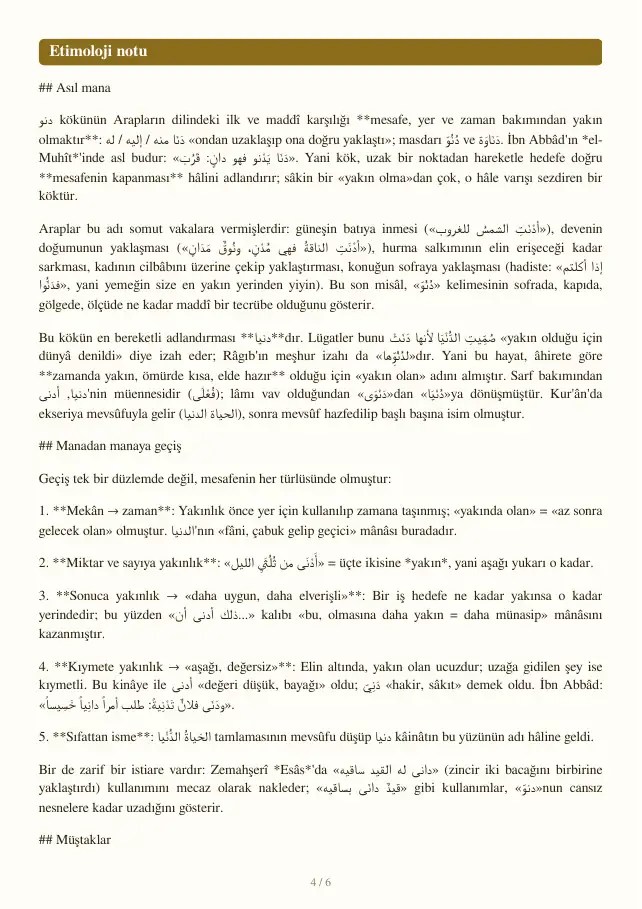 Etimoloji notu
## Asıl mana
دنو kökünün Arapların dilindeki ilk ve maddî karşılığı **mesafe, yer ve zaman bakımından yakın
olmaktır**: دَنا منه / إليه / له «ondan uzaklaşıp ona doğru yaklaştı»; masdarı دُنُوّ ve دَناوَة. İbn Abbâd'ın *el-
Muhît*'inde asl budur: «دَنا يَدْنو فهو دانٍ: قَرُبَ». Yani kök, uzak bir noktadan hareketle hedefe doğru
**mesafenin kapanması** hâlini adlandırır; sâkin bir «yakın olma»dan çok, o hâle varışı sezdiren bir
köktür.
Araplar bu adı somut vakalara vermişlerdir: güneşin batıya inmesi («أَدْنَتِ الشمسُ للغروب»), devenin
doğumunun yaklaşması («أَدْنَتِ الناقةُ فهي مُدْنٍ، ونُوقٌ مَدَانٍ»), hurma salkımının elin erişeceği kadar
sarkması, kadının cilbâbını üzerine çekip yaklaştırması, konuğun sofraya yaklaşması (hadiste: «إذا أكلتم
فدَنُّوا», yani yemeğin size en yakın yerinden yiyin). Bu son misâl, «دُنُوّ» kelimesinin sofrada, kapıda,
gölgede, ölçüde ne kadar maddî bir tecrübe olduğunu gösterir.
Bu kökün en bereketli adlandırması **دنيا**dır. Lügatler bunu سُمِّيتِ الدُّنْيَا لأنها دَنَتْ «yakın olduğu için
dünyâ denildi» diye izah eder; Râgıb'ın meşhur izahı da «لدُنُوِّها»dır. Yani bu hayat, âhirete göre
**zamanda yakın, ömürde kısa, elde hazır** olduğu için «yakın olan» adını almıştır. Sarf bakımından
دنيا, أدنى'nin müennesidir (فُعْلَى); lâmı vav olduğundan «دُنْوَى»dan «دُنْيَا»ya dönüşmüştür. Kur'ân'da
ekseriya mevsûfuyla gelir (الحياة الدنيا), sonra mevsûf hazfedilip başlı başına isim olmuştur.
## Manadan manaya geçiş
Geçiş tek bir düzlemde değil, mesafenin her türlüsünde olmuştur:
1. **Mekân → zaman**: Yakınlık önce yer için kullanılıp zamana taşınmış; «yakında olan» = «az sonra
gelecek olan» olmuştur. الدنيا'nın «fâni, çabuk gelip geçici» mânâsı buradadır.
2. **Miktar ve sayıya yakınlık**: «أَدْنَى من ثُلُثَيِ الليل» = üçte ikisine *yakın*, yani aşağı yukarı o kadar.
3. **Sonuca yakınlık → «daha uygun, daha elverişli»**: Bir iş hedefe ne kadar yakınsa o kadar
yerindedir; bu yüzden «ذلك أدنى أن...» kalıbı «bu, olmasına daha yakın = daha münasip» mânâsını
kazanmıştır.
4. **Kıymete yakınlık → «aşağı, değersiz»**: Elin altında, yakın olan ucuzdur; uzağa gidilen şey ise
kıymetli. Bu kinâye ile أدنى «değeri düşük, bayağı» oldu; دَنِيّ «hakir, sâkıt» demek oldu. İbn Abbâd:
«ودَنّى فلانٌ تَدْنِيةً: طلب أمراً دانِياً خَسِيساً».
5. **Sıfattan isme**: الحَيَاةُ الدُّنْيا tamlamasının mevsûfu düşüp دنيا kâinâtın bu yüzünün adı hâline geldi.
Bir de zarif bir istiare vardır: Zemahşerî *Esâs*'da «دانى له القيد ساقيه» (zincir iki bacağını birbirine
yaklaştırdı) kullanımını mecaz olarak nakleder; «قيدٌ دانى بساقيه» gibi kullanımlar, «دنوّ»nun cansız
nesnelere kadar uzadığını gösterir.
## Müştaklar
4 / 6